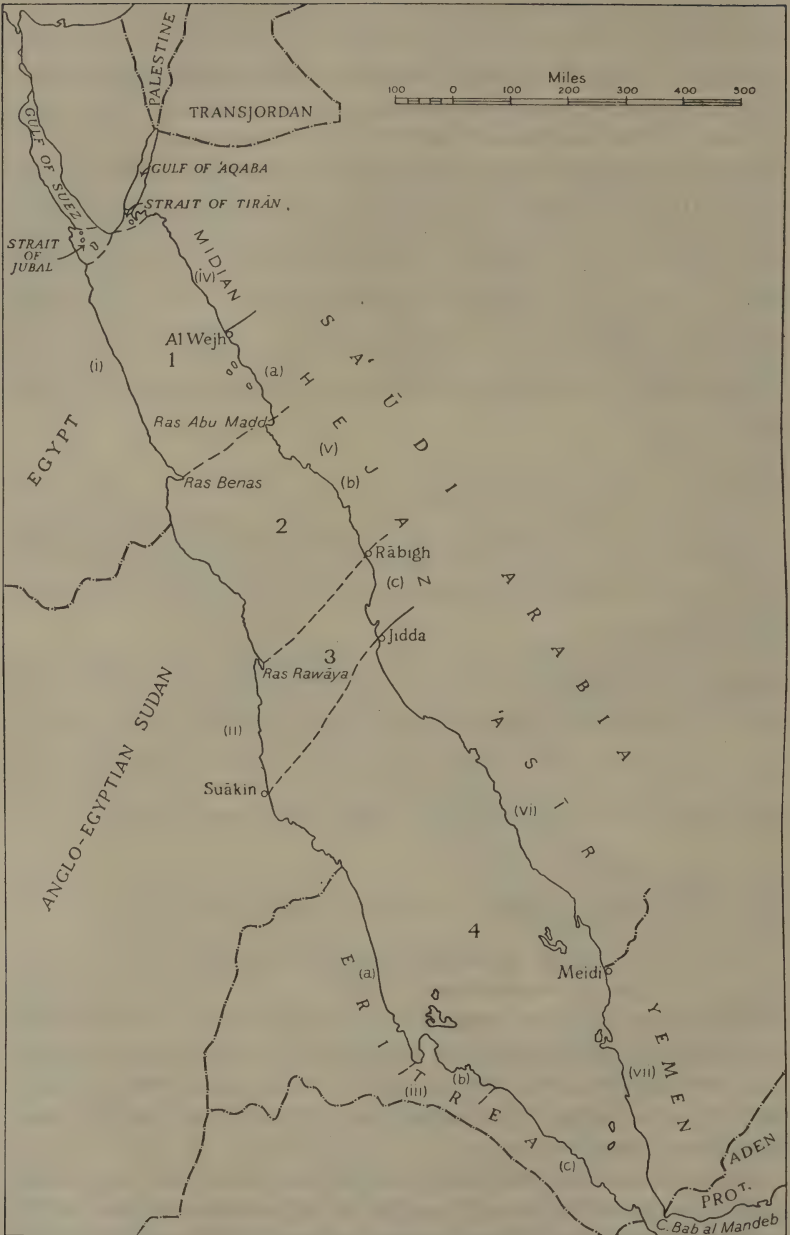 Miles
100 0 100 200 300 400 500
PALESTINE
TRANSJORDAN
GULF OF SUEZ
GULF OF 'AQABA
STRAIT OF TIRĀN
STRAIT
OF
JUBAL
MIDIAN
(iv)
Al Wejh
1
(i)
(a)
SA'ŪDI ARABIA
HEJAZ
Ras Abu Madd
EGYPT
(v)
Ras Benas
(b)
2
Rābigh
(c)
3
Jidda
Ras Rawāya
ANGLO-EGYPTIAN SUDAN
(ii)
'ASĪR
Suākin
(vi)
4
(a)
Meidi
ERITREA
YEMEN
(iii)
(b)
(vii)
(c)
ADEN
PROT.
C. Bab al Mandeb